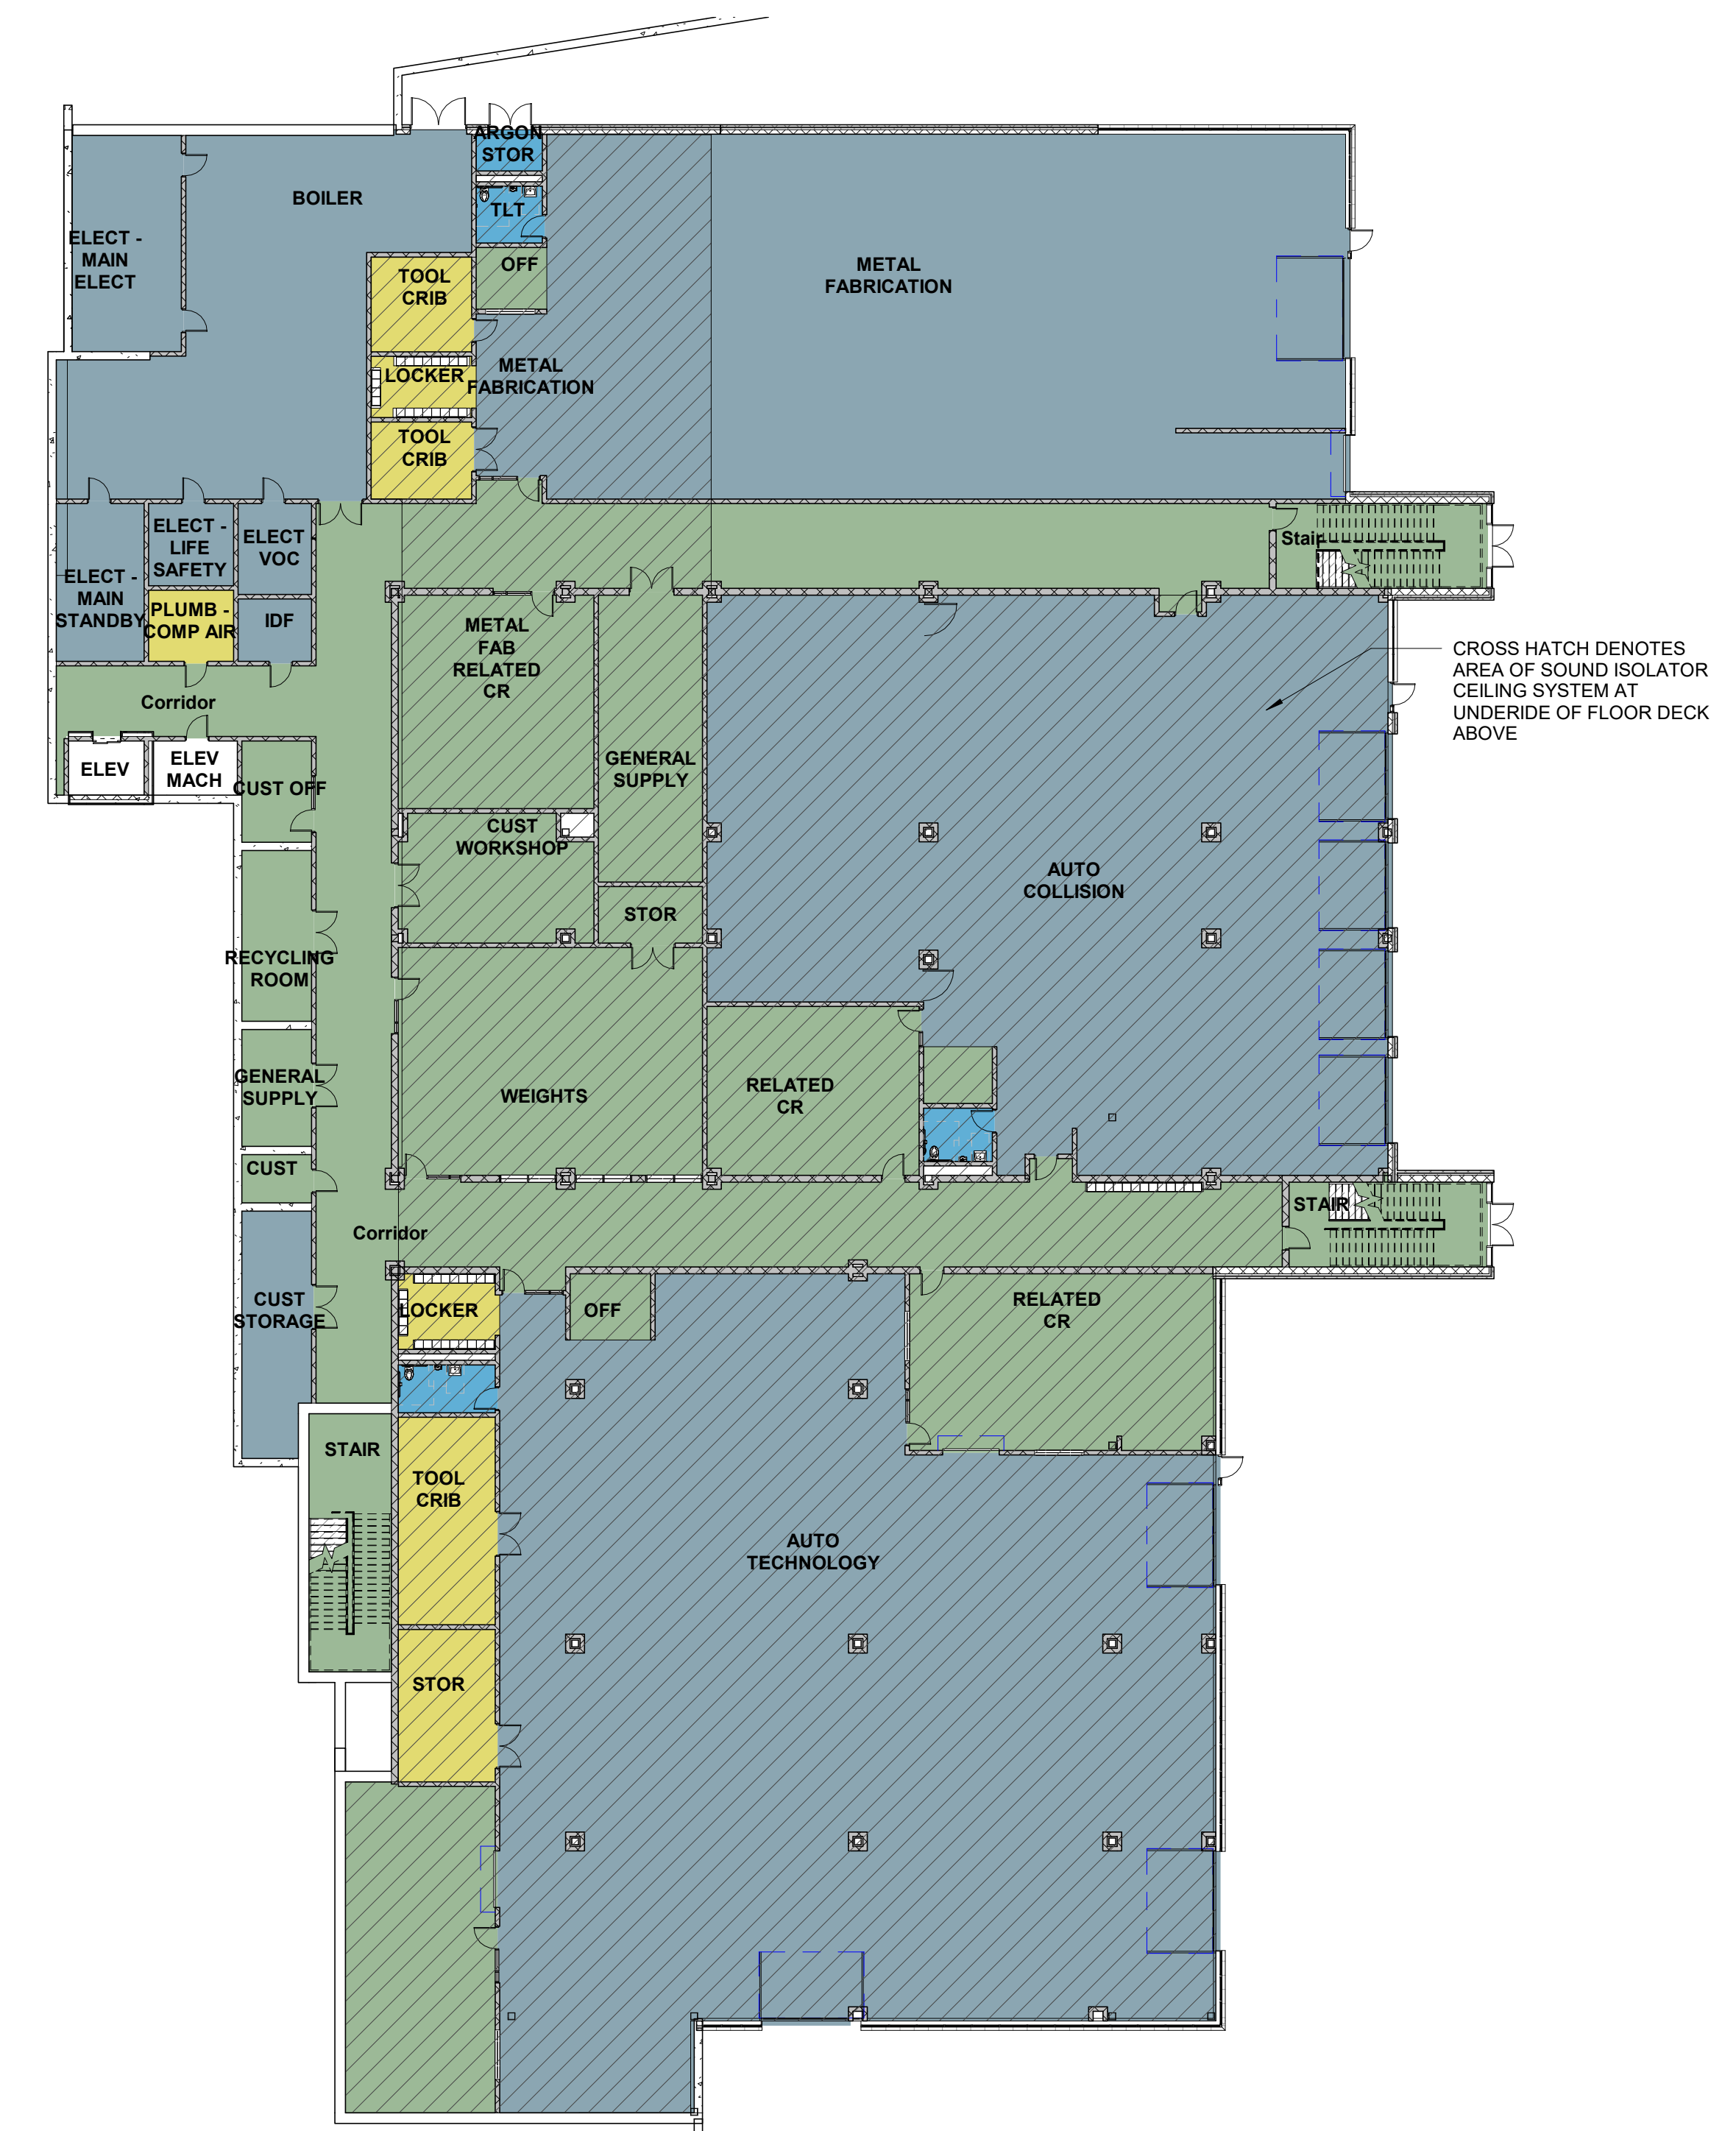 ARGON
STOR
BOILER
TLT
ELECT -
MAIN
ELECT
OFF
TOOL
CRIB
METAL
FABRICATION
LOCKER
METAL
FABRICATION
TOOL
CRIB
ELECT -
LIFE
SAFETY
ELECT
VOC
Stair
ELECT -
MAIN
STANDBY
PLUMB -
COMP AIR
IDF
METAL
FAB
RELATED
CR
CROSS HATCH DENOTES
AREA OF SOUND ISOLATOR
CEILING SYSTEM AT
UNDERIDE OF FLOOR DECK
ABOVE
Corridor
ELEV
ELEV
MACH
CUST OFF
GENERAL
SUPPLY
CUST
WORKSHOP
AUTO
COLLISION
STOR
RECYCLING
ROOM
GENERAL
SUPPLY
WEIGHTS
RELATED
CR
CUST
STAIR
Corridor
CUST
STORAGE
LOCKER
OFF
RELATED
CR
STAIR
TOOL
CRIB
AUTO
TECHNOLOGY
STOR